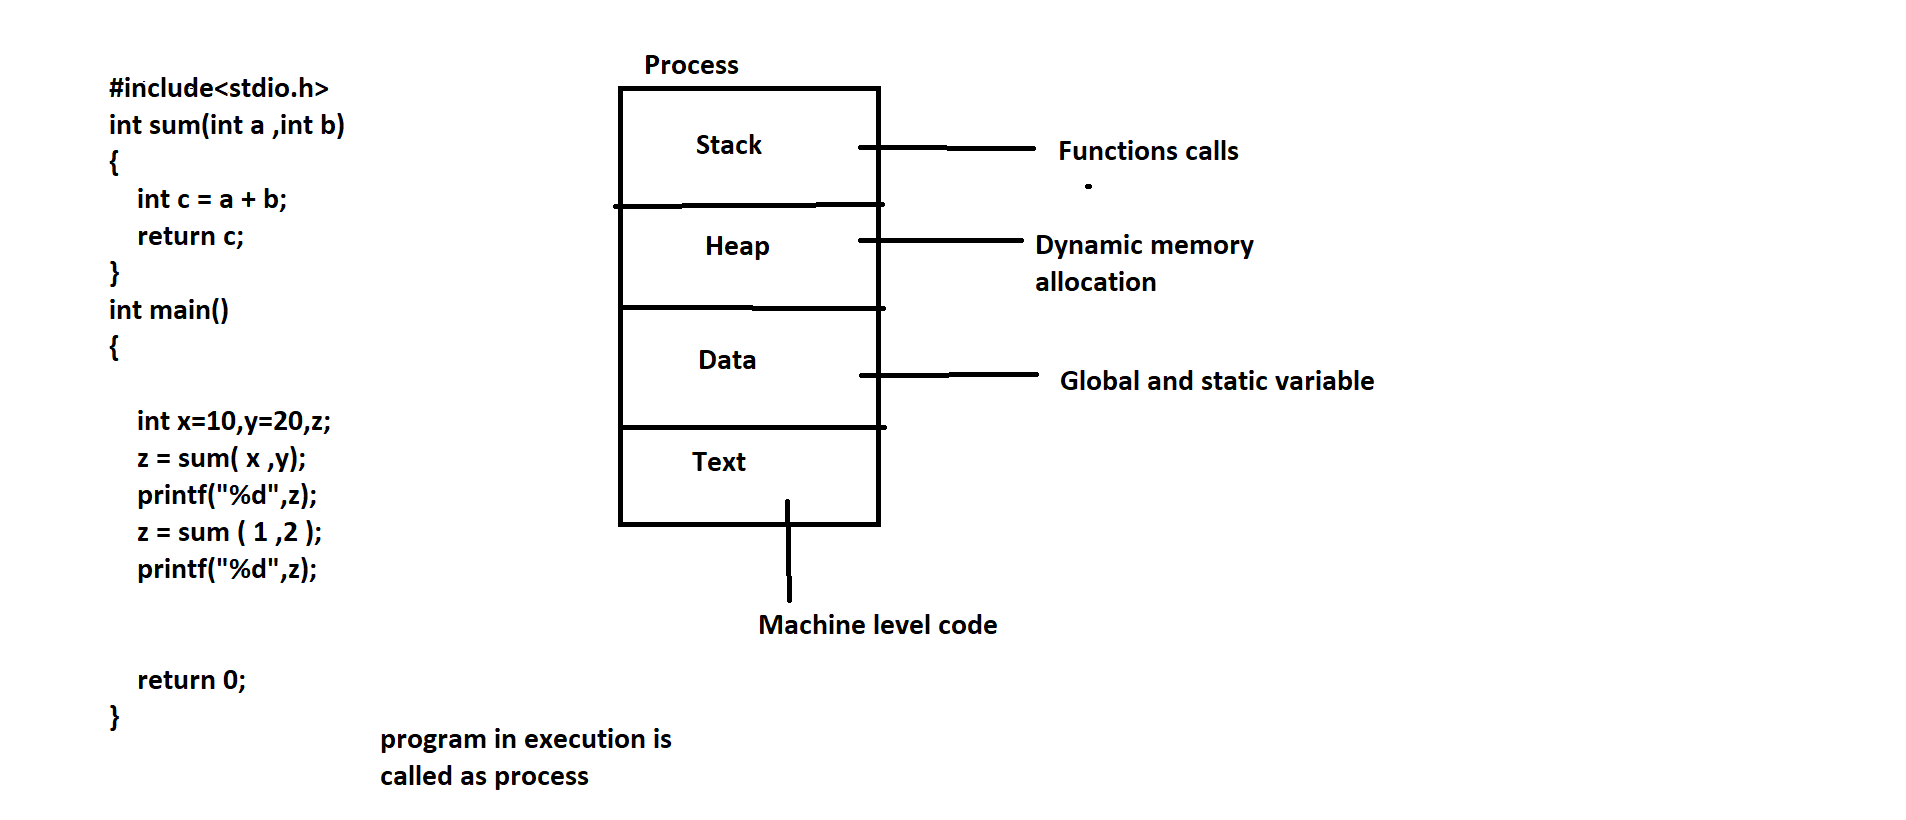 #include<stdio.h>
int sum(int a ,int b)
{
int c = a + b;
return c;
}
int main()
{
int x=10,y=20,z;
z = sum( x ,y);
printf("%d",z);
z = sum ( 1 ,2 );
printf("%d",z);
return 0;
}
program in execution is
called as process
Process
Stack
Functions calls
Heap
Dynamic memory
allocation
Data
Global and static variable
Text
Machine level code